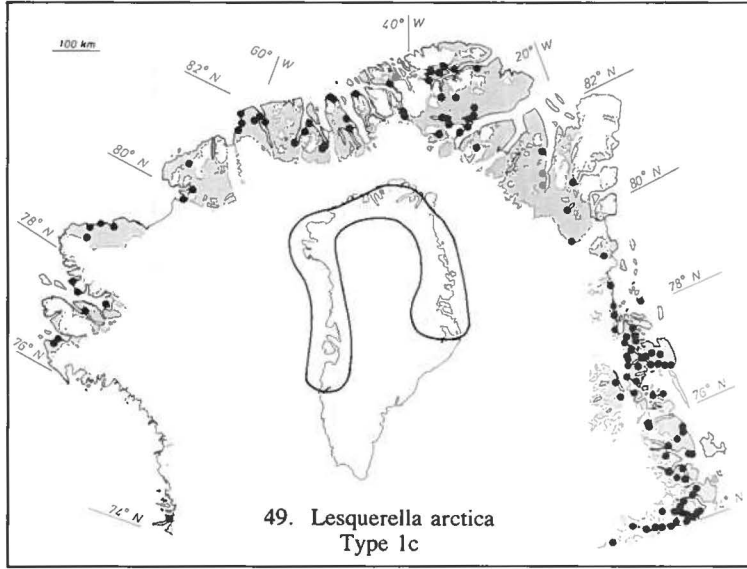 40° W
100 km
60° W
20° W
82° N
82° N
80° N
80° N
78° N
78° N
76° N
76° N
74° N
° N
49. Lesquerella arctica
Type 1c